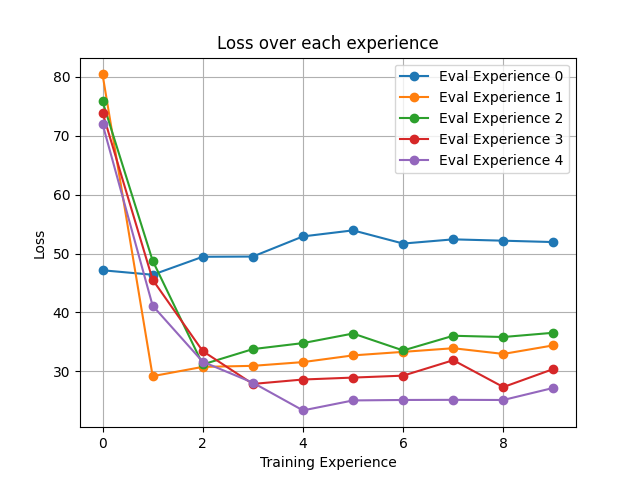 Loss over each experience
Eval Experience 0
Eval Experience 1
Eval Experience 2
Eval Experience 3
Eval Experience 4
Loss
80
70
60
50
40
30
0 2 4 6 8
Training Experience